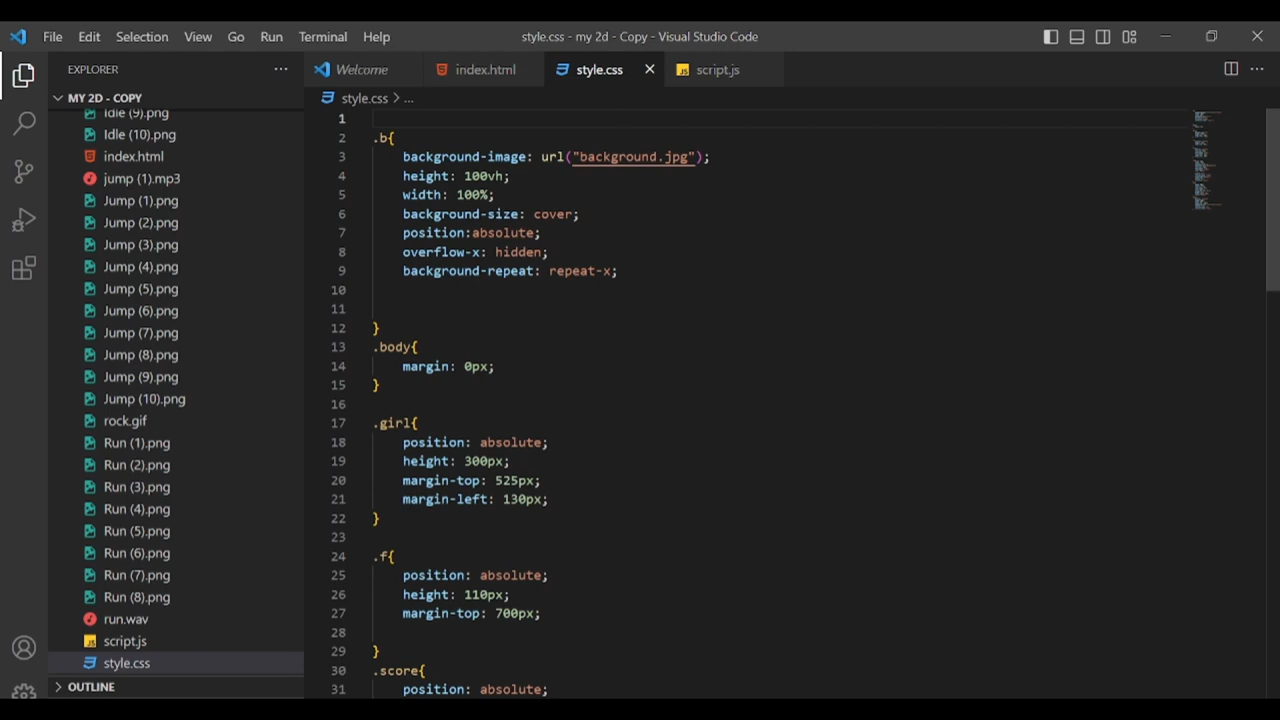 File Edit Selection View Go Run Terminal Help style.css - my 2d - Copy - Visual Studio Code
EXPLORER
MY 2D - COPY
Idle (9).png
Idle (10).png
index.html
jump (1).mp3
Jump (1).png
Jump (2).png
Jump (3).png
Jump (4).png
Jump (5).png
Jump (6).png
Jump (7).png
Jump (8).png
Jump (9).png
Jump (10).png
rock.gif
Run (1).png
Run (2).png
Run (3).png
Run (4).png
Run (5).png
Run (6).png
Run (7).png
Run (8).png
run.wav
script.js
style.css
OUTLINE
Welcome index.html style.css script.js
style.css > ...
1
2 .b{
3 background-image: url("background.jpg");
4 height: 100vh;
5 width: 100%;
6 background-size: cover;
7 position:absolute;
8 overflow-x: hidden;
9 background-repeat: repeat-x;
10
11
12 }
13 .body{
14 margin: 0px;
15 }
16
17 .girl{
18 position: absolute;
19 height: 300px;
20 margin-top: 525px;
21 margin-left: 130px;
22 }
23
24 .f{
25 position: absolute;
26 height: 110px;
27 margin-top: 700px;
28
29 }
30 .score{
31 position: absolute;